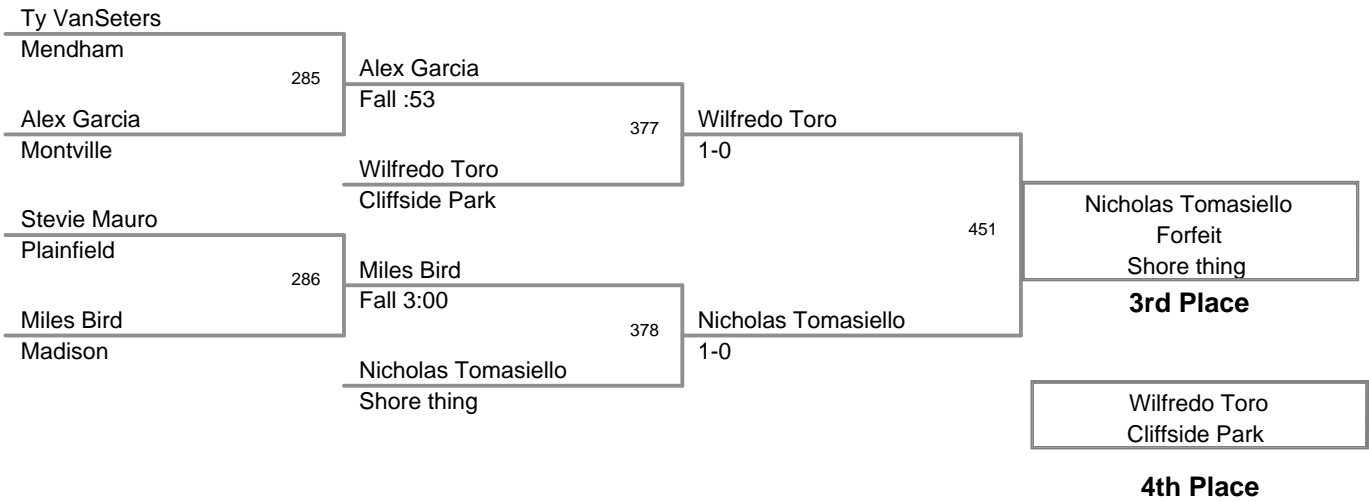 Ty VanSeters
Mendham
285
Alex Garcia
Fall :53
Alex Garcia
Montville
377
Wilfredo Toro
1-0
Wilfredo Toro
Cliffside Park
Stevie Mauro
Plainfield
451
Nicholas Tomasiello
Forfeit
Shore thing
3rd Place
286
Miles Bird
Fall 3:00
Miles Bird
Madison
378
Nicholas Tomasiello
1-0
Nicholas Tomasiello
Shore thing
Wilfredo Toro
Cliffside Park
4th Place